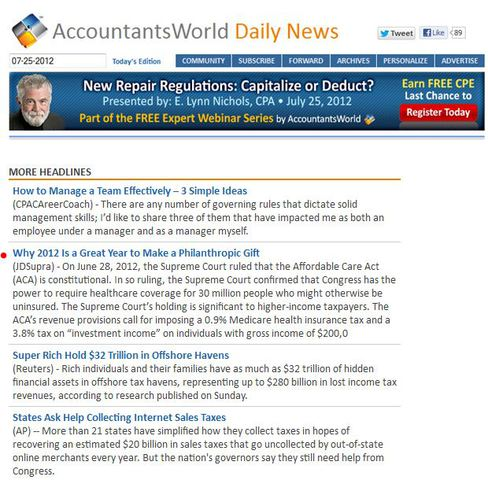 AccountantsWorld Daily News
Tweet
Like
89
07-25-2012
Today's Edition
COMMUNITY
SUBSCRIBE
FORWARD
ARCHIVES
PERSONALIZE
ADVERTISE
New Repair Regulations: Capitalize or Deduct?
Presented by: E. Lynn Nichols, CPA • July 25, 2012
Part of the FREE Expert Webinar Series by AccountantsWorld
Earn FREE CPE
Last Chance to
Register Today
MORE HEADLINES
How to Manage a Team Effectively – 3 Simple Ideas
(CPACAreerCoach) - There are any number of governing rules that dictate solid
management skills; I'd like to share three of them that have impacted me as both an
employee under a manager and as a manager myself.
Why 2012 Is a Great Year to Make a Philanthropic Gift
(JDSupra) - On June 28, 2012, the Supreme Court ruled that the Affordable Care Act
(ACA) is constitutional. In so ruling, the Supreme Court confirmed that Congress has the
power to require healthcare coverage for 30 million people who might otherwise be
uninsured. The Supreme Court's holding is significant to higher-income taxpayers. The
ACA's revenue provisions call for imposing a 0.9% Medicare health insurance tax and a
3.8% tax on "investment income" on individuals with gross income of $200,0
Super Rich Hold $32 Trillion in Offshore Havens
(Reuters) - Rich individuals and their families have as much as $32 trillion of hidden
financial assets in offshore tax havens, representing up to $280 billion in lost income tax
revenues, according to research published on Sunday.
States Ask Help Collecting Internet Sales Taxes
(AP) -- More than 21 states have simplified how they collect taxes in hopes of
recovering an estimated $20 billion in sales taxes that go uncollected by out-of-state
online merchants every year. But the nation's governors say they still need help from
Congress.